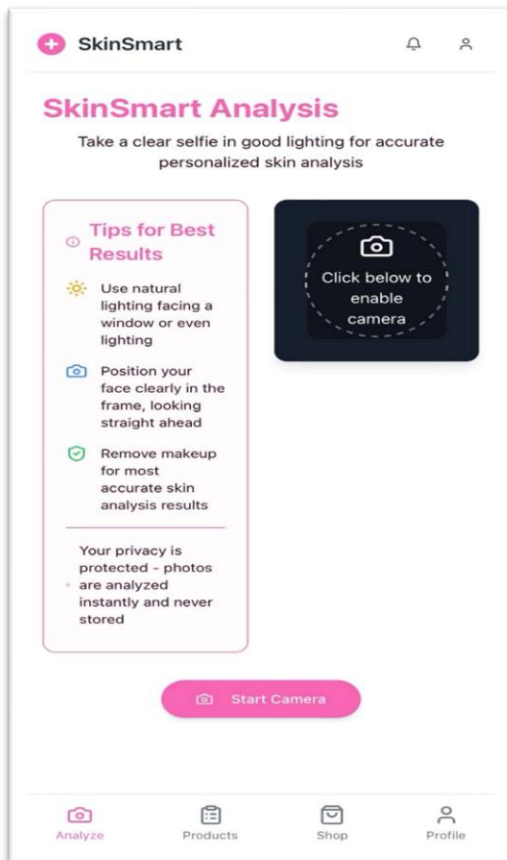 SkinSmart
SkinSmart Analysis
Take a clear selfie in good lighting for accurate
personalized skin analysis
Tips for Best
Results
Use natural
lighting facing a
window or even
lighting
Position your
face clearly in the
frame, looking
straight ahead
Remove makeup
for most
accurate skin
analysis results
Your privacy is
protected - photos
are analyzed
instantly and never
stored
Click below to
enable
camera
Start Camera
Analyze
Products
Shop
Profile